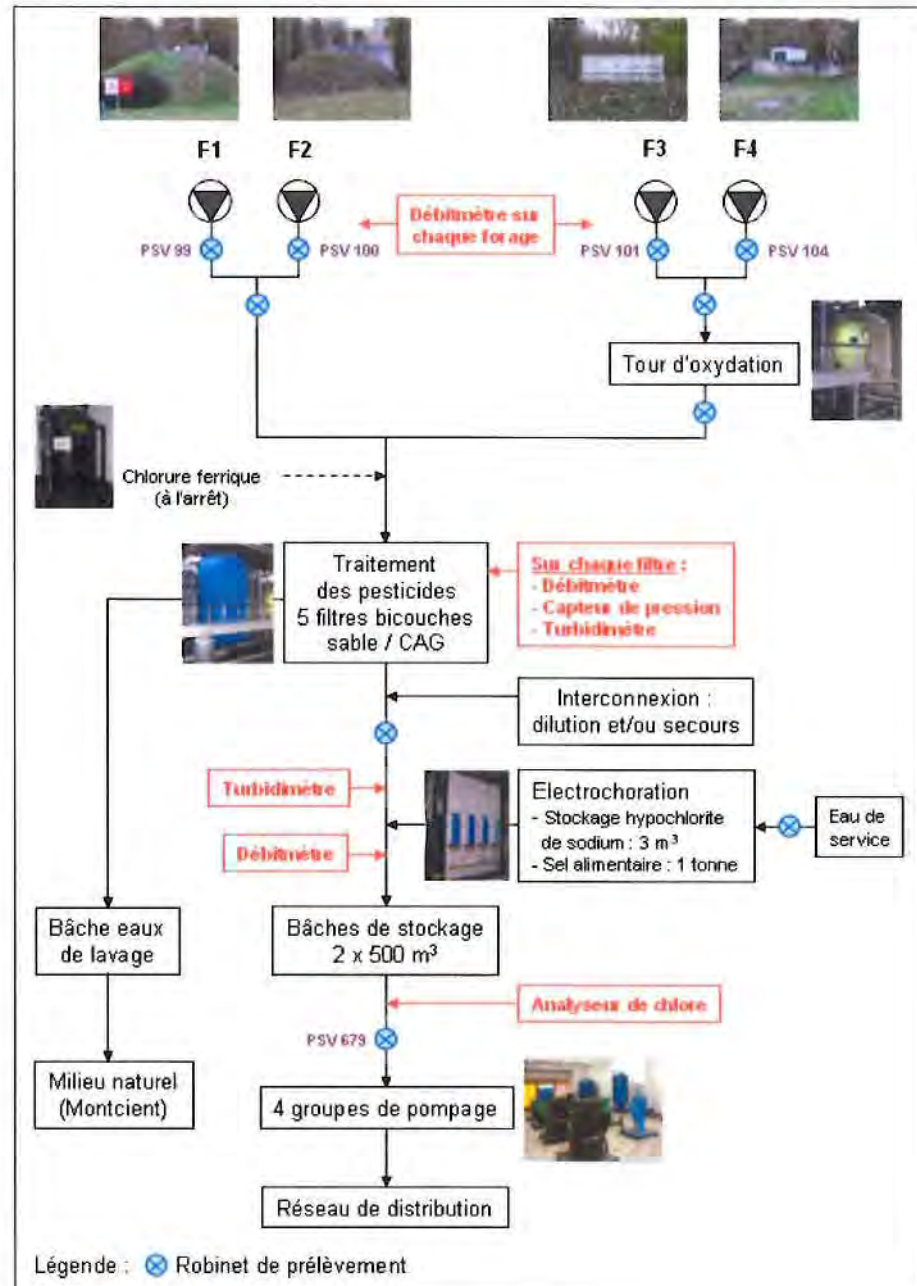 F1
F2
F3
F4
Débitmètre sur
chaque forage
PSV 99
PSV 100
PSV 101
PSV 104
Tour d'oxydation
Chlorure ferrique
(à l'arrêt)
Traitement
des pesticides
5 filtres bicouches
sable / CAG
Sur chaque filtre :
- Débitmètre
- Capteur de pression
- Turbidimètre
Interconnexion :
dilution et/ou secours
Turbidimètre
Electrochoration
- Stockage hypochlorite
de sodium : 3 m³
- Sel alimentaire : 1 tonne
Eau de
service
Débitmètre
Bâche eaux
de lavage
Bâches de stockage
2 x 500 m³
Analyseur de chlore
PSV 679
Milieu naturel
(Montcient)
4 groupes de pompage
Réseau de distribution
Légende : Robinet de prélèvement